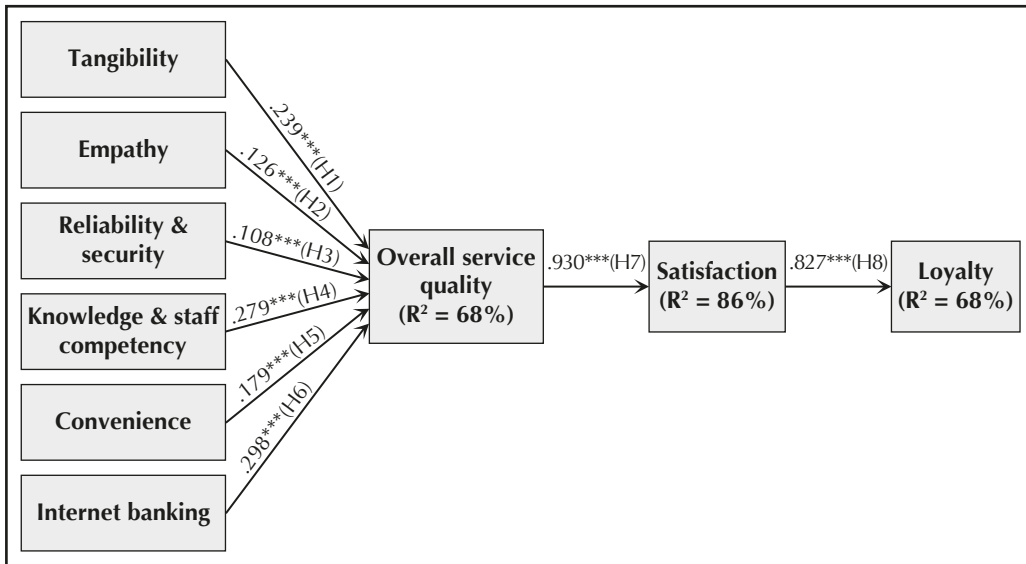 Tangibility
.239***(H1)
Empathy
.126***(H2)
Reliability &
security
.108***(H3)
Knowledge & staff
competency
.279***(H4)
Convenience
.179***(H5)
Internet banking
.298***(H6)
Overall service
quality
(R² = 68%)
.930***(H7)
Satisfaction
(R² = 86%)
.827***(H8)
Loyalty
(R² = 68%)